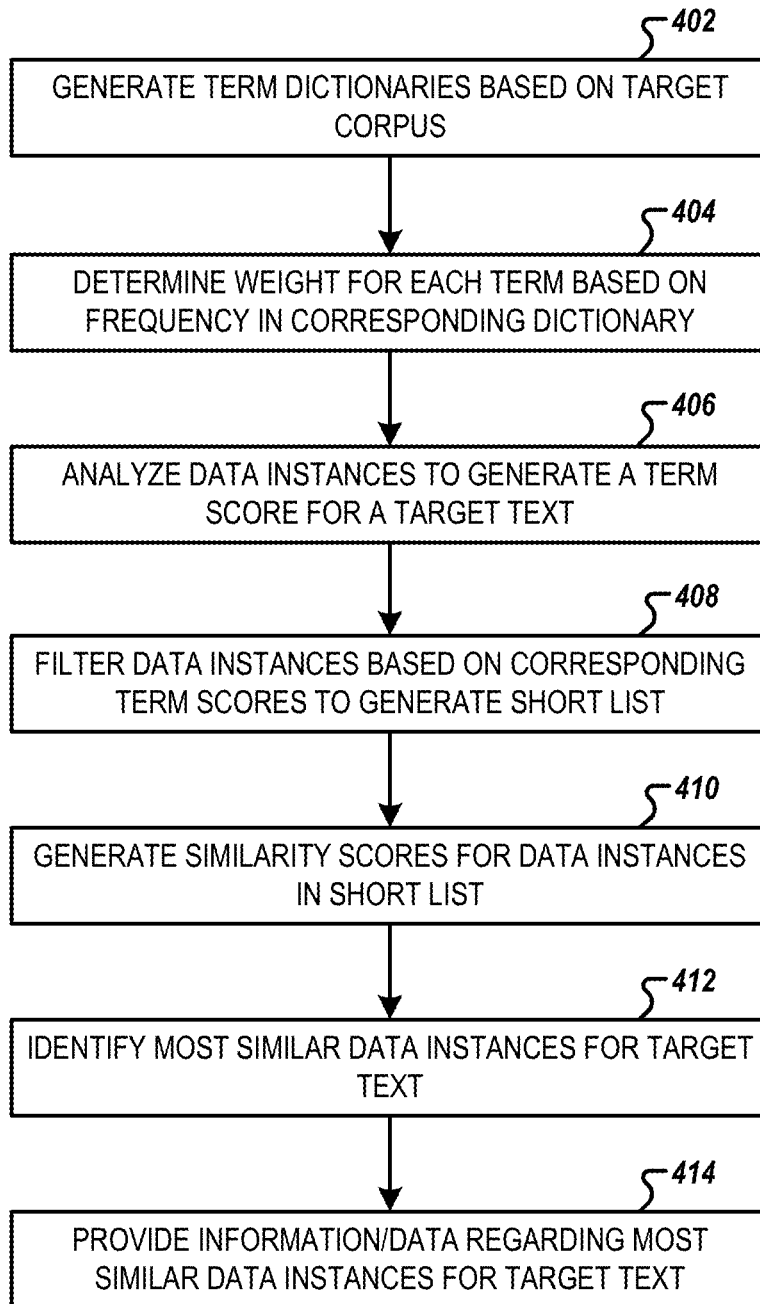 402
GENERATE TERM DICTIONARIES BASED ON TARGET
CORPUS
404
DETERMINE WEIGHT FOR EACH TERM BASED ON
FREQUENCY IN CORRESPONDING DICTIONARY
406
ANALYZE DATA INSTANCES TO GENERATE A TERM
SCORE FOR A TARGET TEXT
408
FILTER DATA INSTANCES BASED ON CORRESPONDING
TERM SCORES TO GENERATE SHORT LIST
410
GENERATE SIMILARITY SCORES FOR DATA INSTANCES
IN SHORT LIST
412
IDENTIFY MOST SIMILAR DATA INSTANCES FOR TARGET
TEXT
414
PROVIDE INFORMATION/DATA REGARDING MOST
SIMILAR DATA INSTANCES FOR TARGET TEXT